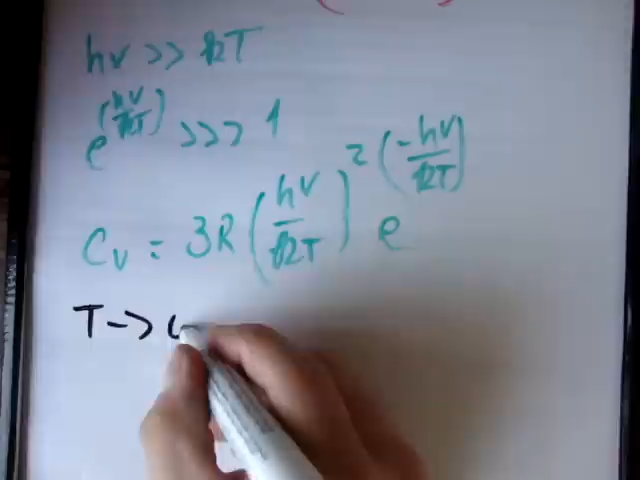 hν >> kT
e^(hν/kT) >>> 1
Cv = 3R (hν/kT)^2 e^(-hν/kT)
T ->